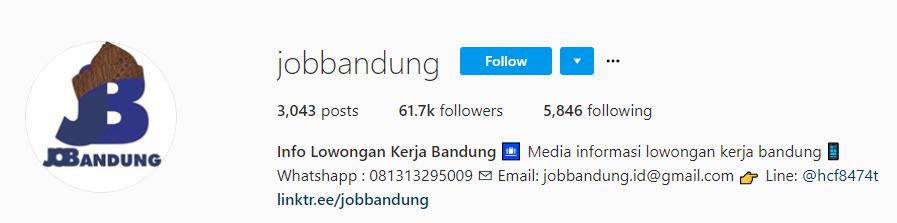 jobbandung Follow
3,043 posts 61.7k followers 5,846 following
JB
JOBANDUNG
Info Lowongan Kerja Bandung 🛅 Media informasi lowongan kerja bandung 📱
Whatshapp : 081313295009 ✉ Email: jobbandung.id@gmail.com 👉 Line: @hcf8474t
linktr.ee/jobbandung